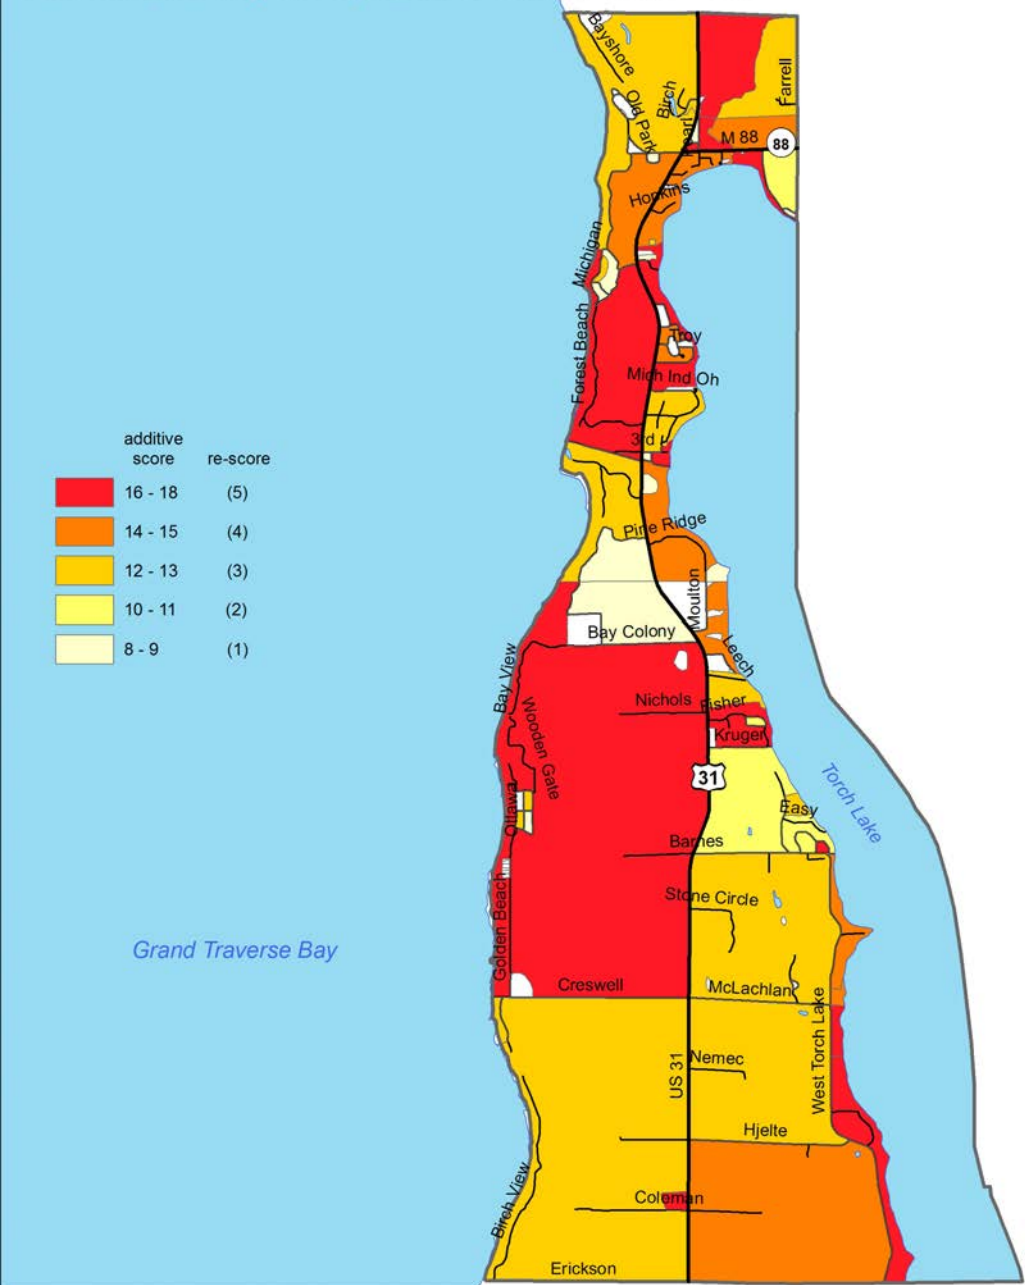 Bayshore
Old Park
Birch
Pearl
Farrell
M 88
88
Hopkins
Michigan
Forest Beach
Troy
Mich Ind Oh
3rd
additive score
re-score
16 - 18
(5)
14 - 15
(4)
12 - 13
(3)
10 - 11
(2)
8 - 9
(1)
Pine Ridge
Moulton
Bay Colony
Leech
Bay View
Nichols
Fisher
Wooden Gate
Kruger
31
Torch Lake
Ottawa
Easy
Barnes
Stone Circle
Golden Beach
Grand Traverse Bay
Creswell
McLachlan
West Torch Lake
US 31
Nemec
Hjelte
Birch View
Coleman
Erickson